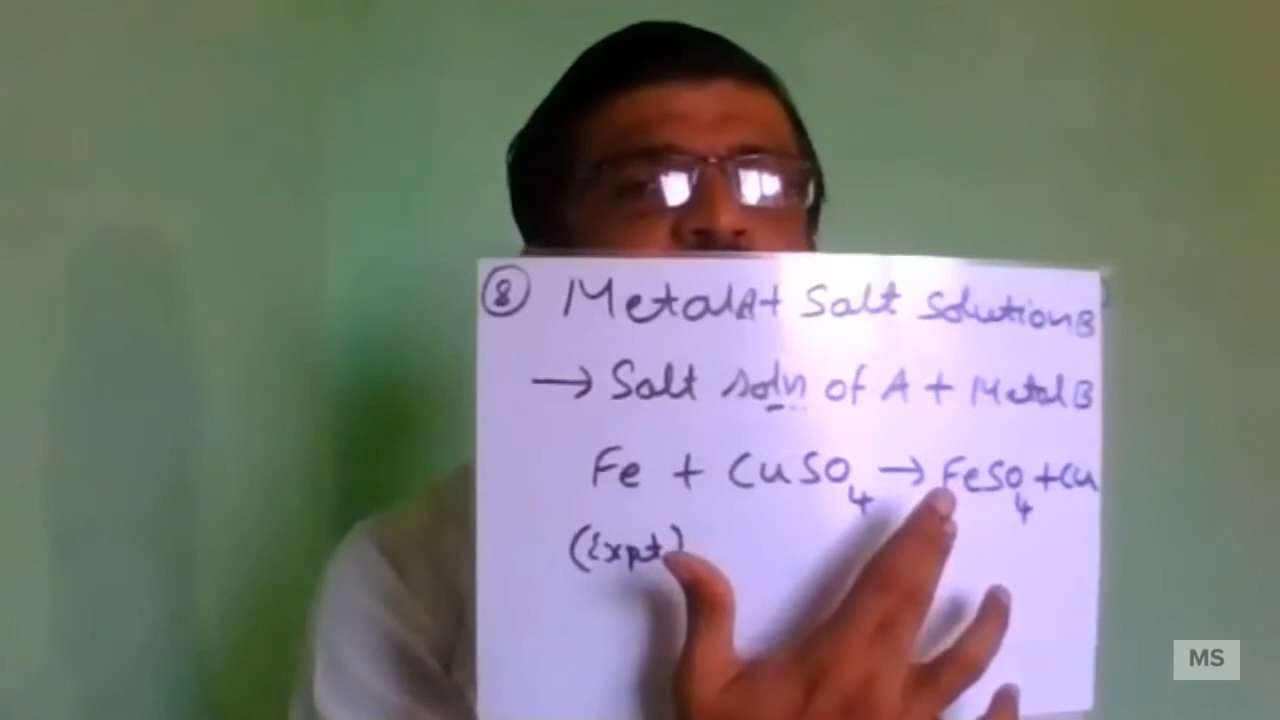 ⑧ Metal A + Salt Solution B
→ Salt soln of A + Metal B
Fe + CuSO₄ → FeSO₄ + Cu
(Expt)
MS